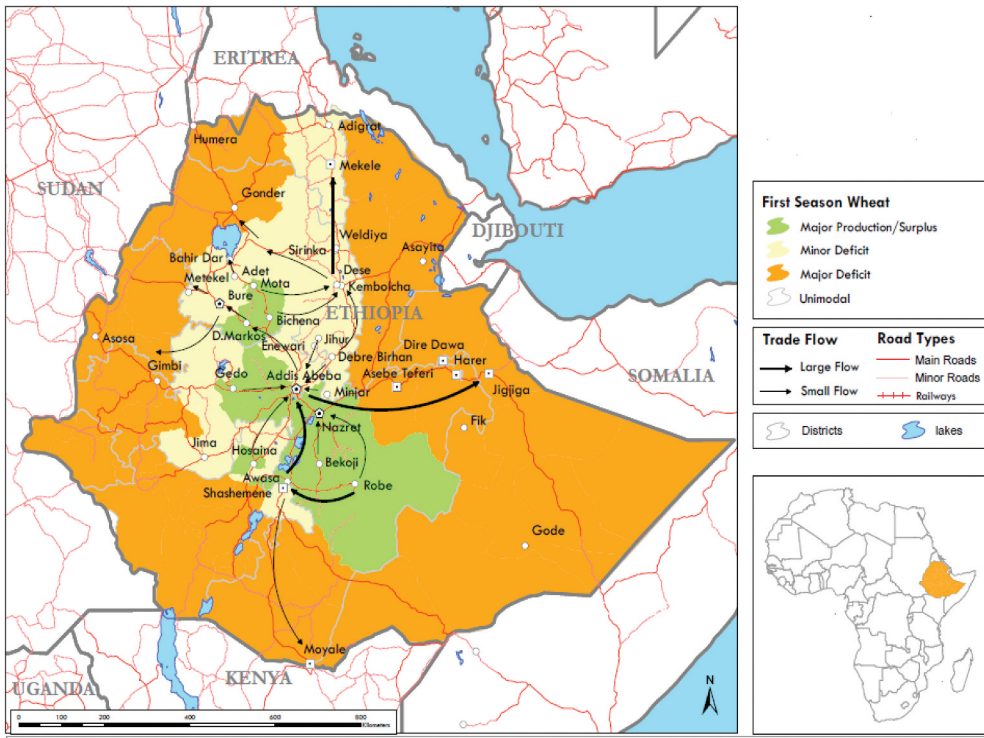 ERITREA
SUDAN
DJIBOUTI
ETHIOPIA
SOMALIA
KENYA
UGANDA
Humera
Adigrat
Mekele
Gonder
Weldiya
Sirinka
Asayita
Bahir Dar
Adet
Dese
Metekel
Mota
Kembolcha
Bure
Bichena
D.Markos
Enewari
Jihur
Dire Dawa
Asosa
Debre Birhan
Harer
Gimbi
Gedo
Addis Abeba
Asebe Teferi
Minjar
Jigjiga
Nazret
Fik
Jima
Hosaina
Bekoji
Awasa
Shashemene
Robe
Gode
Moyale
N
0 100 200 400 600 800
Kilometers
First Season Wheat
Major Production/Surplus
Minor Deficit
Major Deficit
Unimodal
Trade Flow
Large Flow
Small Flow
Road Types
Main Roads
Minor Roads
Railways
Districts
lakes